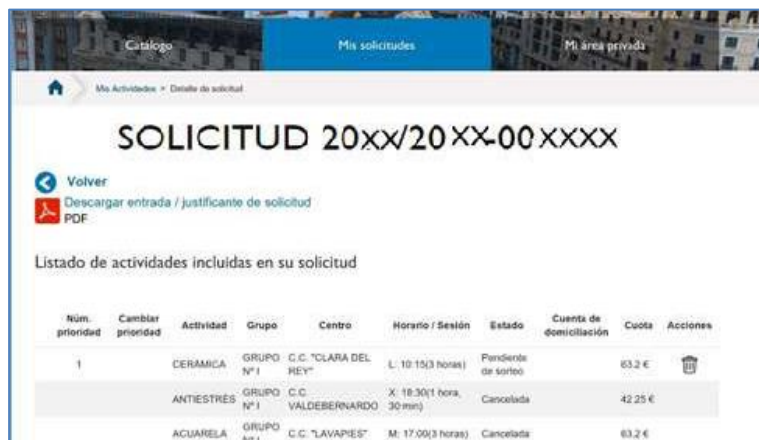 Catálogo
Mis solicitudes
Mi área privada
Mis Actividades > Detalle de solicitud
SOLICITUD 20xx/20XX-00XXXX
Volver
Descargar entrada / justificante de solicitud
PDF
Listado de actividades incluidas en su solicitud
Núm. prioridad Cambiar prioridad Actividad Grupo Centro Horario / Sesión Estado Cuenta de domiciliación Cuota Acciones
1 CERÁMICA GRUPO Nº I C.C. "CLARA DEL REY" L: 10:15(3 horas) Pendiente de sorteo 63.2 €
ANTIESTRÉS GRUPO Nº I C.C. VALDEBERNARDO X: 18:30(1 hora, 30 min) Cancelada 42.25 €
ACUARELA GRUPO Nº I C.C. "LAVAPIES" M: 17:00(3 horas) Cancelada 63.2 €